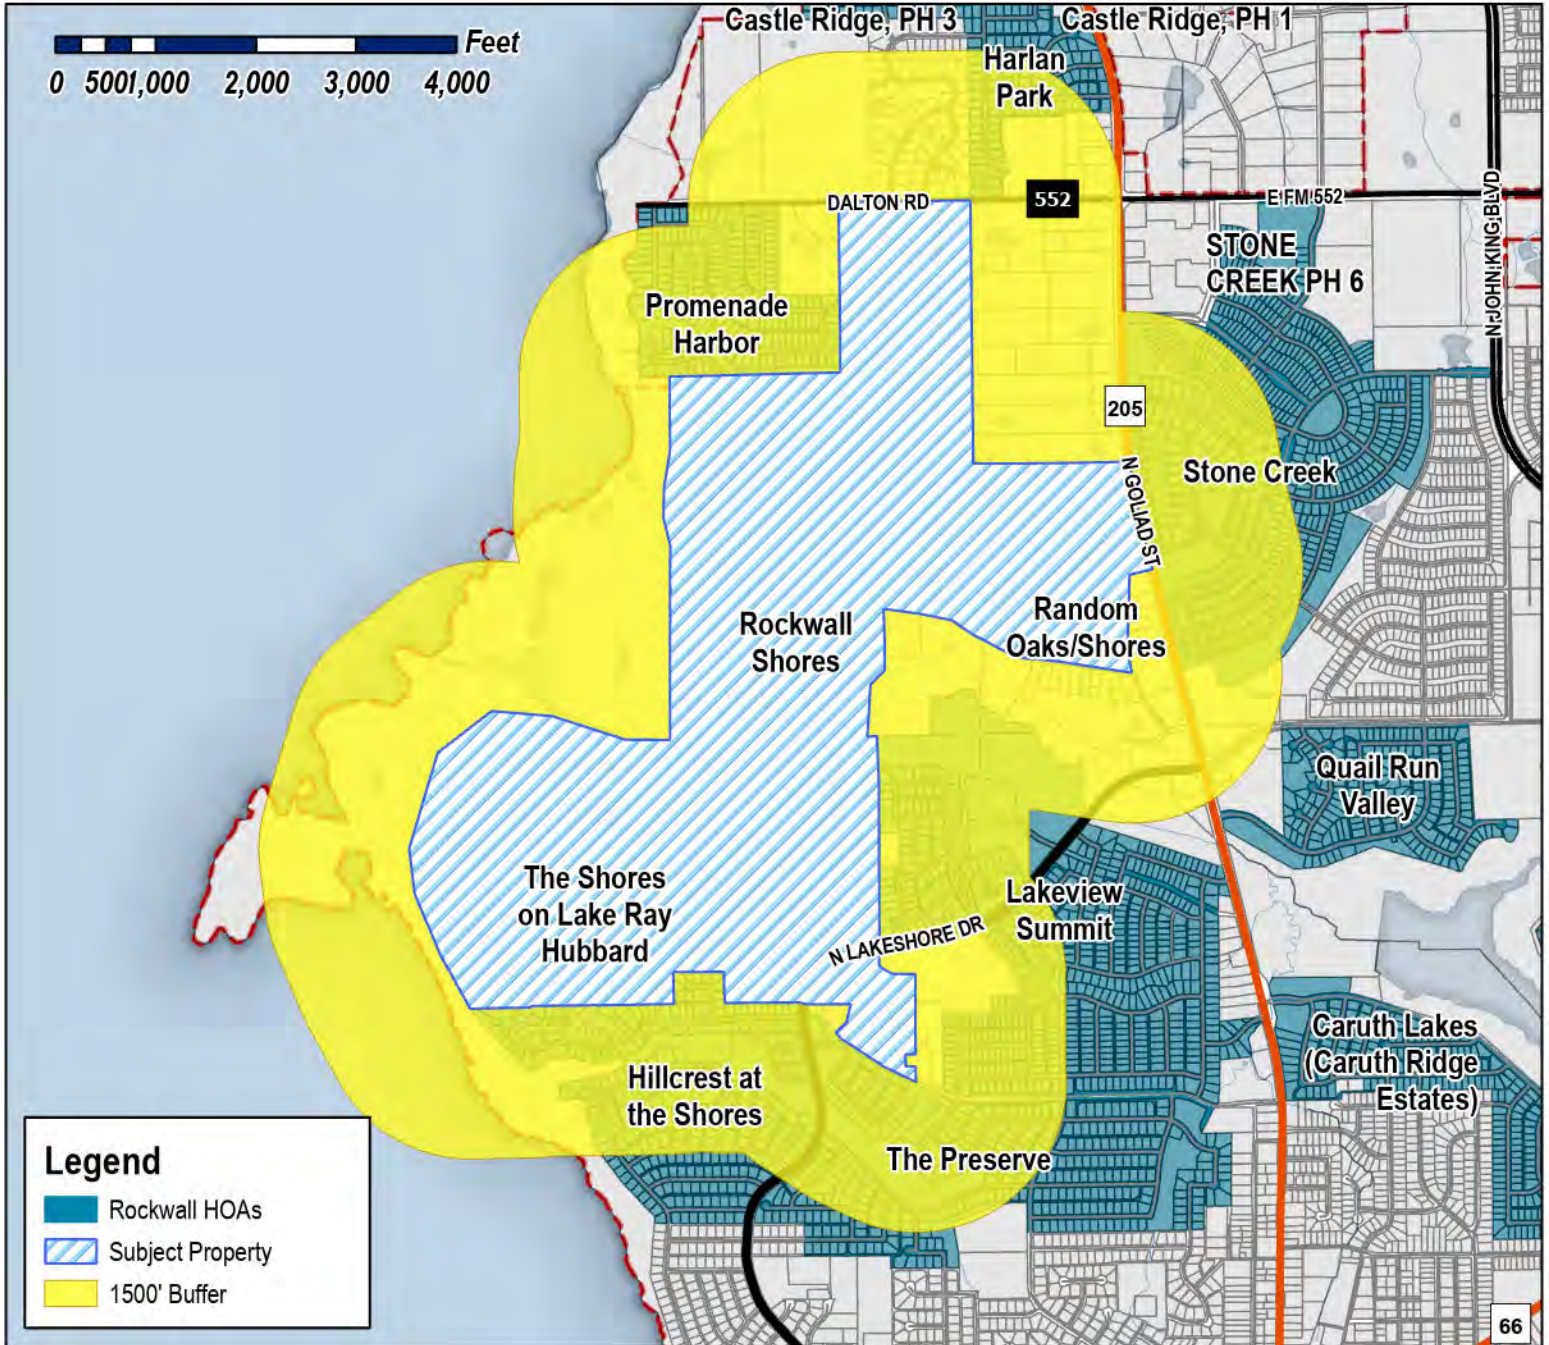 Castle Ridge, PH 3
Castle Ridge, PH 1
Feet
0 500 1,000 2,000 3,000 4,000
Harlan
Park
DALTON RD
552
E FM 552
N JOHN KING BLVD
STONE
CREEK PH 6
Promenade
Harbor
205
N GOLIAD ST
Stone Creek
Rockwall
Shores
Random
Oaks/Shores
Quail Run
Valley
The Shores
on Lake Ray
Hubbard
Lakeview
Summit
N LAKESHORE DR
Caruth Lakes
(Caruth Ridge
Estates)
Hillcrest at
the Shores
The Preserve
Legend
Rockwall HOAs
Subject Property
1500' Buffer
66